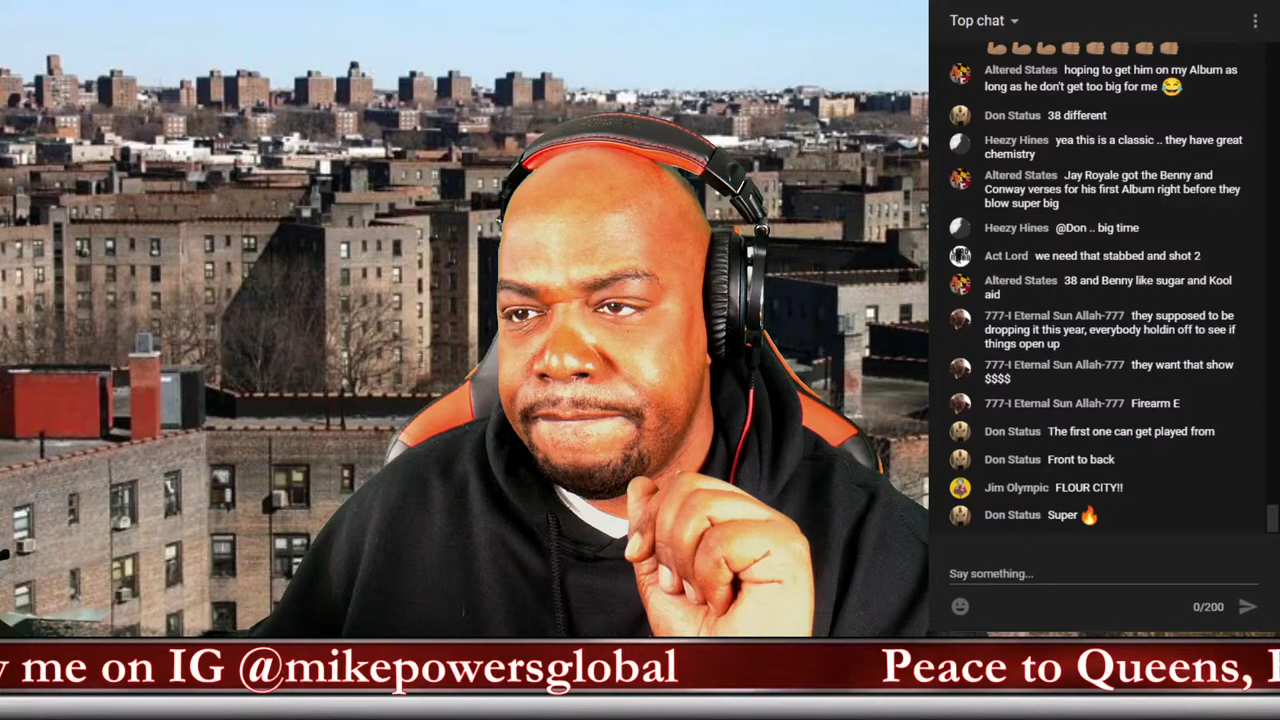 Top chat
Altered States hoping to get him on my Album as
long as he don't get too big for me 😂
Don Status 38 different
Heezy Hines yea this is a classic .. they have great
chemistry
Altered States Jay Royale got the Benny and
Conway verses for his first Album right before they
blow super big
Heezy Hines @Don .. big time
Act Lord we need that stabbed and shot 2
Altered States 38 and Benny like sugar and Kool
aid
777-I Eternal Sun Allah-777 they supposed to be
dropping it this year, everybody holdin off to see if
things open up
777-I Eternal Sun Allah-777 they want that show
$$$$
777-I Eternal Sun Allah-777 Firearm E
Don Status The first one can get played from
Don Status Front to back
Jim Olympic FLOUR CITY!!
Don Status Super 🔥
Say something...
0/200
me on IG @mikepowersglobal Peace to Queens,